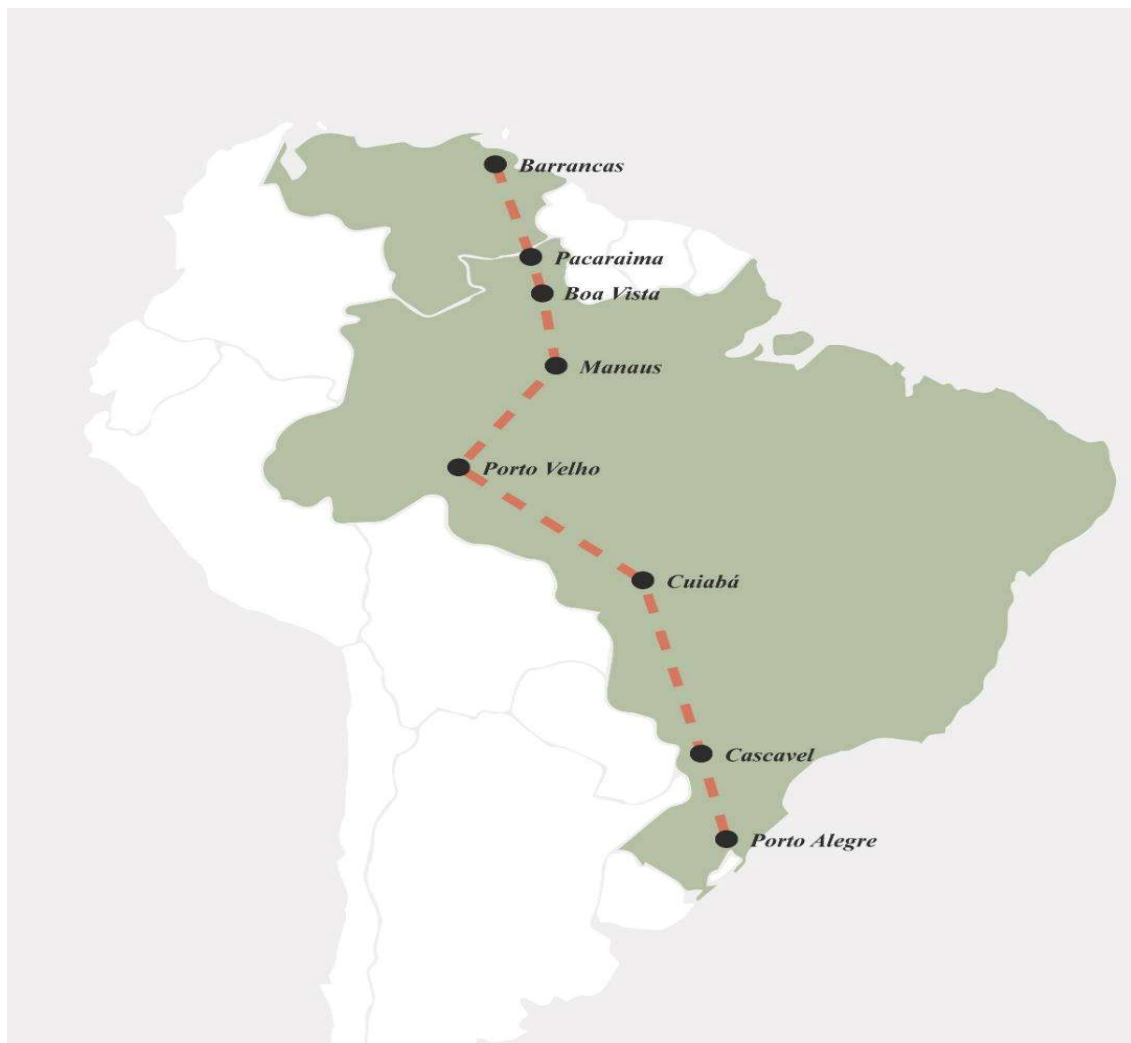 Barrancas
Pacaraima
Boa Vista
Manaus
Porto Velho
Cuiabá
Cascavel
Porto Alegre